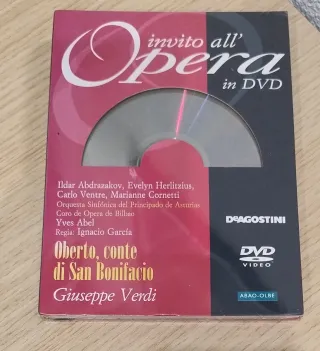 invito all'
Opera
in DVD
Ildar Abdrazakov, Evelyn Herlitzius,
Carlo Ventre, Marianne Cornetti
Orquesta Sinfónica del Principado de Asturias
Coro de Opera de Bilbao
Yves Abel
Regia: Ignacio García
DEAGOSTINI
Oberto, conte
di San Bonifacio
Giuseppe Verdi
DVD
VIDEO
ABAO-OLBE